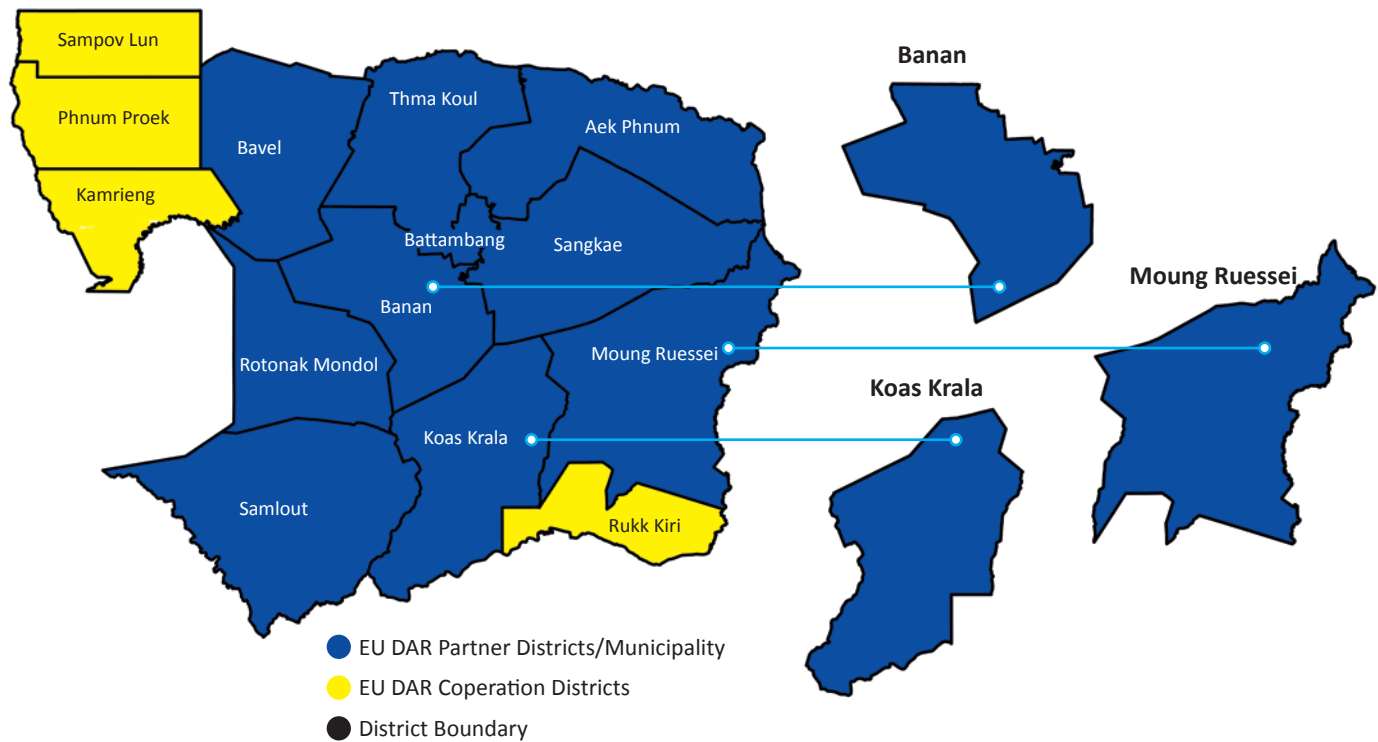 Sampov Lun
Phnum Proek
Kamrieng
Bavel
Thma Koul
Aek Phnum
Battambang
Sangkae
Banan
Rotonak Mondol
Moung Ruessei
Koas Krala
Samlout
Rukk Kiri
Banan
Moung Ruessei
Koas Krala
EU DAR Partner Districts/Municipality
EU DAR Coperation Districts
District Boundary